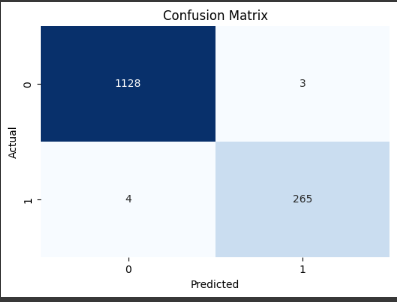 Confusion Matrix
0 1128 3
Actual
1 4 265
0 1
Predicted